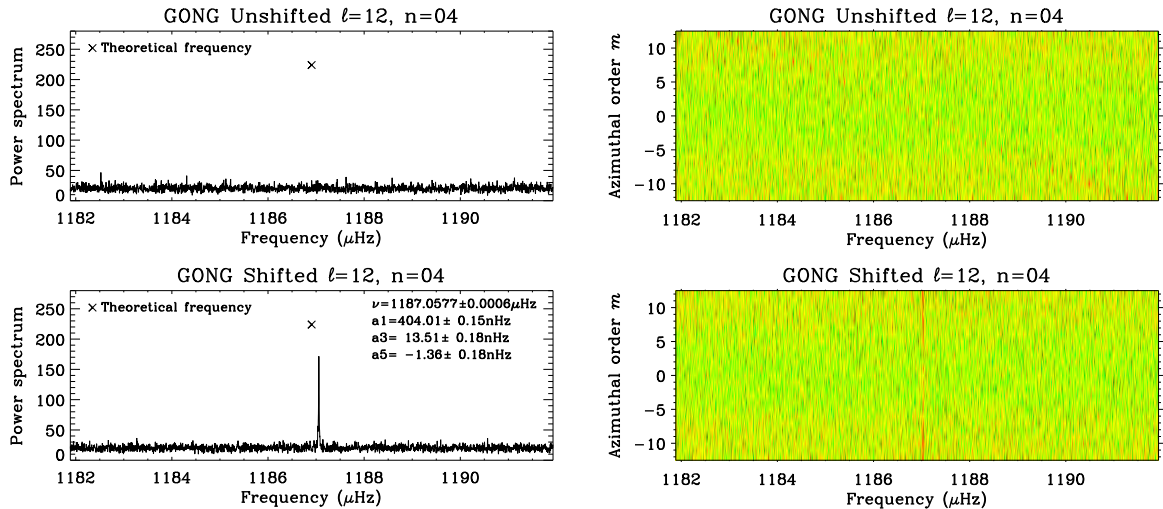 GONG Unshifted ℓ=12, n=04
× Theoretical frequency
Power spectrum
250
200
150
100
50
0
1182 1184 1186 1188 1190
Frequency (μHz)
GONG Unshifted ℓ=12, n=04
Azimuthal order m
10
5
0
−5
−10
1182 1184 1186 1188 1190
Frequency (μHz)
GONG Shifted ℓ=12, n=04
× Theoretical frequency
ν=1187.0577±0.0006μHz
a1=404.01± 0.15nHz
a3= 13.51± 0.18nHz
a5= −1.36± 0.18nHz
Power spectrum
250
200
150
100
50
0
1182 1184 1186 1188 1190
Frequency (μHz)
GONG Shifted ℓ=12, n=04
Azimuthal order m
10
5
0
−5
−10
1182 1184 1186 1188 1190
Frequency (μHz)